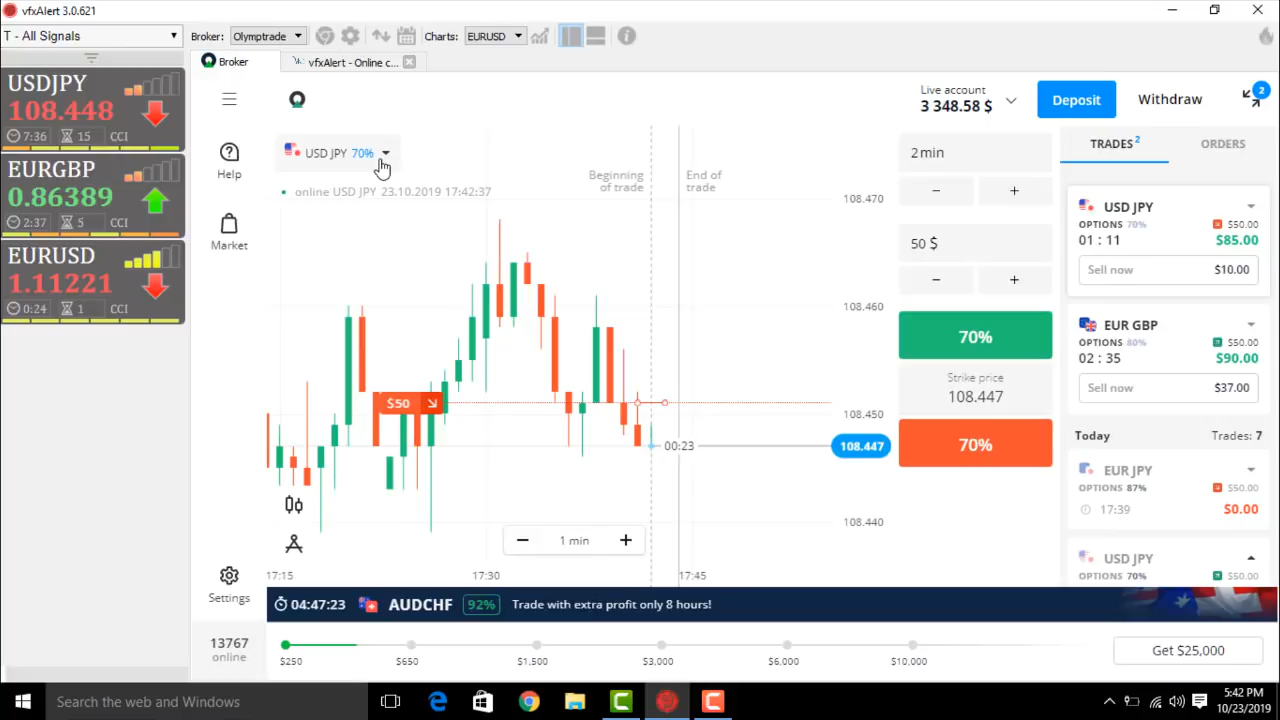 vfxAlert 3.0.621
T - All Signals
Broker: Olymptrade
Charts: EURUSD
Broker
vfxAlert - Online c...
USDJPY
108.448
7:36 15 CCI
EURGBP
0.86389
2:37 5 CCI
EURUSD
1.11221
0:24 1 CCI
Help
Market
Settings
13767
online
Live account
3 348.58 $
Deposit
Withdraw
2
USD JPY 70%
online USD JPY 23.10.2019 17:42:37
Beginning
of trade
End of
trade
108.470
108.460
108.450
108.440
$50
00:23
108.447
1 min
17:15
17:30
17:45
2min
50 $
70%
Strike price
108.447
70%
TRADES 2
ORDERS
USD JPY
OPTIONS 70% $50.00
01 : 11 $85.00
Sell now $10.00
EUR GBP
OPTIONS 80% $50.00
02 : 35 $90.00
Sell now $37.00
Today Trades: 7
EUR JPY
OPTIONS 87% $50.00
17:39 $0.00
USD JPY
OPTIONS 70% $50.00
04:47:23 AUDCHF 92% Trade with extra profit only 8 hours!
$250 $650 $1,500 $3,000 $6,000 $10,000
Get $25,000
Search the web and Windows
5:42 PM
10/23/2019